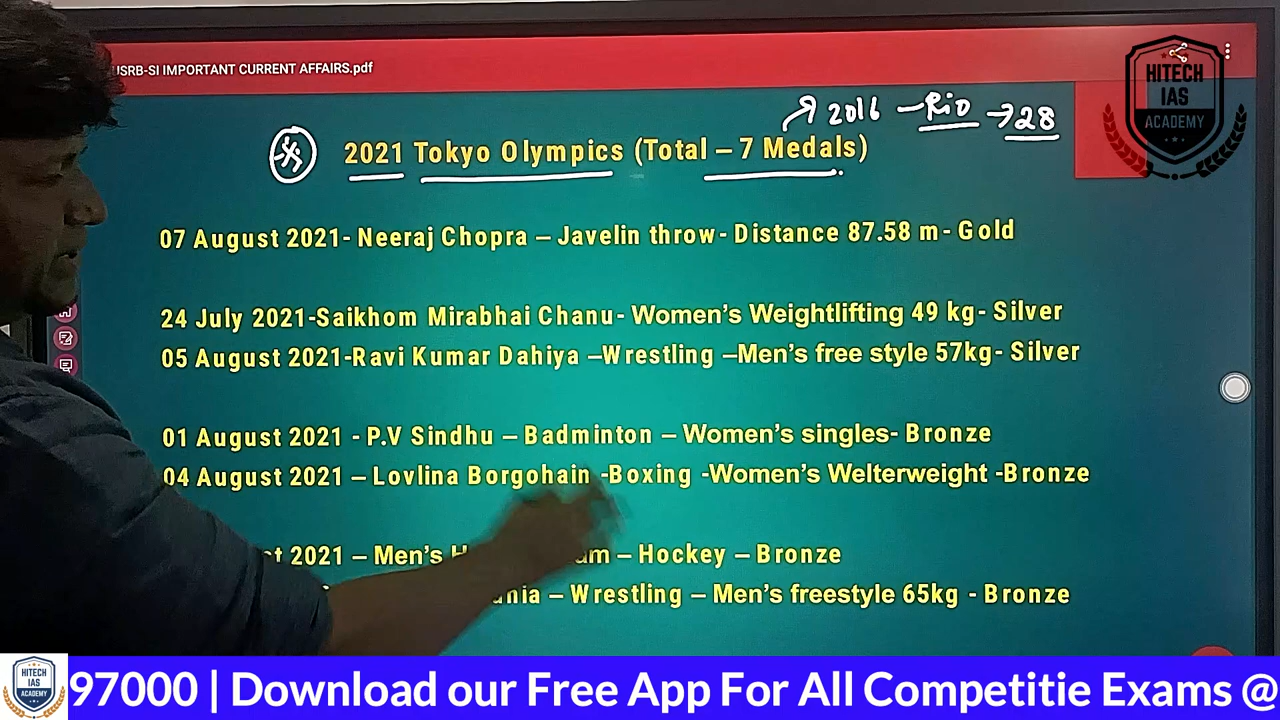 USRB-SI IMPORTANT CURRENT AFFAIRS.pdf
HITECH
IAS
ACADEMY
2016 – Rio → 28
2021 Tokyo Olympics (Total – 7 Medals)
07 August 2021- Neeraj Chopra – Javelin throw- Distance 87.58 m- Gold
24 July 2021-Saikhom Mirabhai Chanu- Women's Weightlifting 49 kg- Silver
05 August 2021-Ravi Kumar Dahiya –Wrestling –Men's free style 57kg- Silver
01 August 2021 - P.V Sindhu – Badminton – Women's singles- Bronze
04 August 2021 – Lovlina Borgohain -Boxing -Women's Welterweight -Bronze
2021 – Men's – Hockey – Bronze
– Wrestling – Men's freestyle 65kg - Bronze
HITECH
IAS
ACADEMY
97000 | Download our Free App For All Competitie Exams @